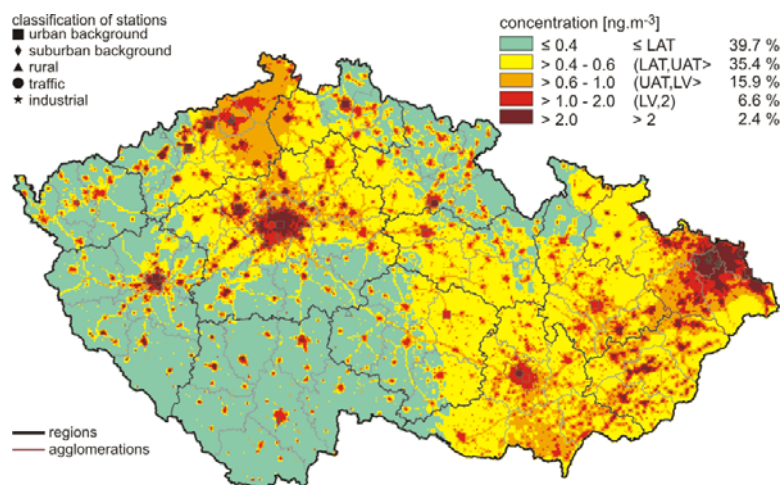 classification of stations
urban background
suburban background
rural
traffic
industrial
concentration [ng.m-3]
≤ 0.4 ≤ LAT 39.7 %
> 0.4 - 0.6 (LAT,UAT> 35.4 %
> 0.6 - 1.0 (UAT,LV> 15.9 %
> 1.0 - 2.0 (LV,2) 6.6 %
> 2.0 > 2 2.4 %
regions
agglomerations